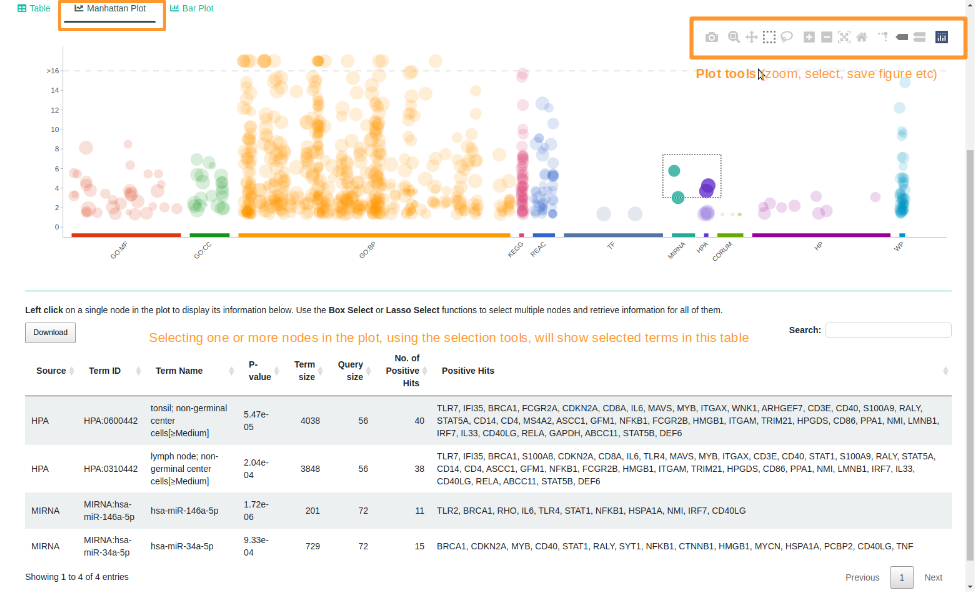 Table
Manhattan Plot
Bar Plot
Plot tools (zoom, select, save figure etc)
>16
14
12
10
8
6
4
2
0
GO:MF
GO:CC
GO:BP
KEGG
REAC
TF
MIRNA
HPA
CORUM
HP
WP
Left click on a single node in the plot to display its information below. Use the Box Select or Lasso Select functions to select multiple nodes and retrieve information for all of them.
Download
Selecting one or more nodes in the plot, using the selection tools, will show selected terms in this table
Search:
Source Term ID Term Name P-value Term size Query size No. of Positive Hits Positive Hits
HPA HPA:0600442 tonsil; non-germinal center cells[≥Medium] 5.47e-05 4038 56 40 TLR7, IFI35, BRCA1, FCGR2A, CDKN2A, CD8A, IL6, MAVS, MYB, ITGAX, WNK1, ARHGEF7, CD3E, CD40, S100A9, RALY,
STAT5A, CD14, CD4, MS4A2, ASCC1, GFM1, NFKB1, FCGR2B, HMGB1, ITGAM, TRIM21, HPGDS, CD86, PPA1, NMI, LMNB1,
IRF7, IL33, CD40LG, RELA, GAPDH, ABCC11, STAT5B, DEF6
HPA HPA:0310442 lymph node; non-germinal center cells[≥Medium] 2.04e-04 3848 56 38 TLR7, IFI35, BRCA1, S100A8, CDKN2A, CD8A, IL6, TLR4, MAVS, MYB, ITGAX, CD3E, CD40, STAT1, S100A9, RALY, STAT5A,
CD14, CD4, ASCC1, GFM1, NFKB1, FCGR2B, HMGB1, ITGAM, TRIM21, HPGDS, CD86, PPA1, NMI, LMNB1, IRF7, IL33,
CD40LG, RELA, ABCC11, STAT5B, DEF6
MIRNA MIRNA:hsa-miR-146a-5p hsa-miR-146a-5p 1.72e-06 201 72 11 TLR2, BRCA1, RHO, IL6, TLR4, STAT1, NFKB1, HSPA1A, NMI, IRF7, CD40LG
MIRNA MIRNA:hsa-miR-34a-5p hsa-miR-34a-5p 9.33e-04 729 72 15 BRCA1, CDKN2A, MYB, CD40, STAT1, RALY, SYT1, NFKB1, CTNNB1, HMGB1, MYCN, HSPA1A, PCBP2, CD40LG, TNF
Showing 1 to 4 of 4 entries
Previous 1 Next